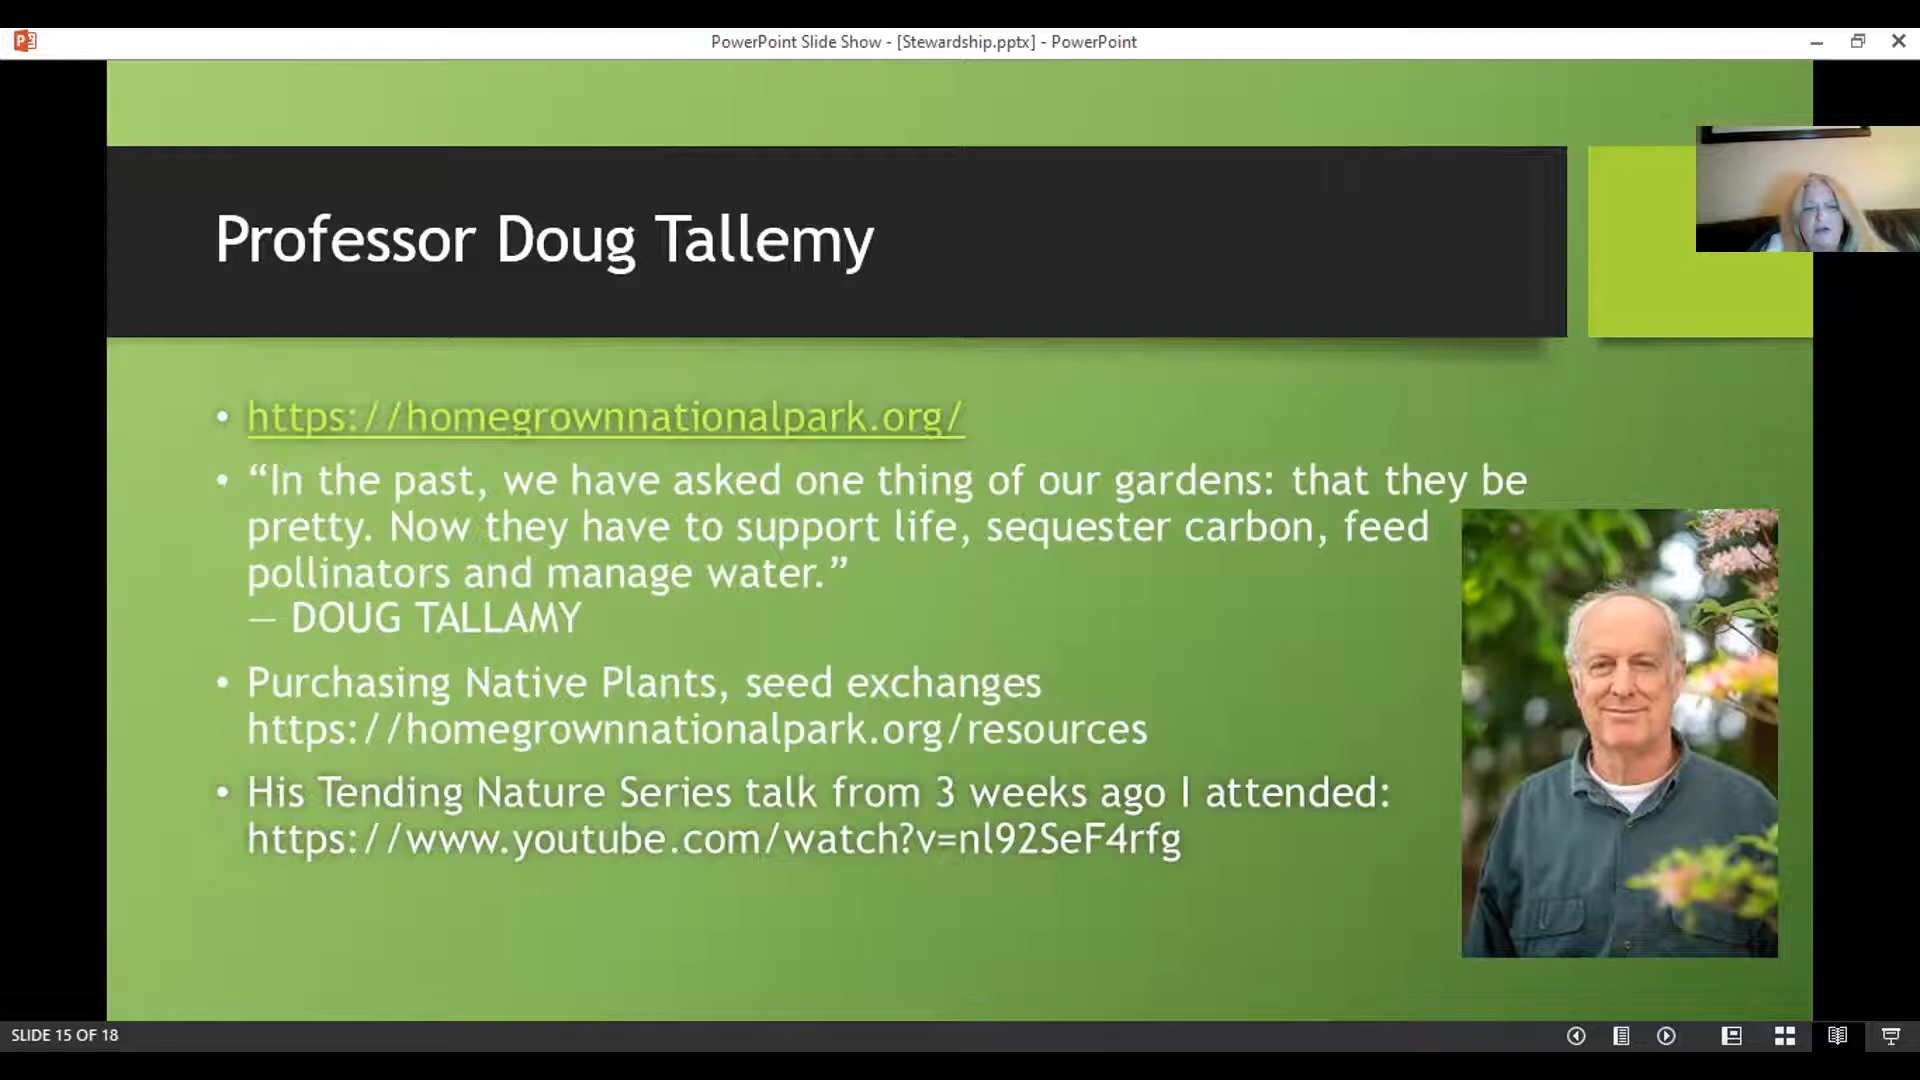 PowerPoint Slide Show - [Stewardship.pptx] - PowerPoint
Professor Doug Tallemy
• https://homegrownnationalpark.org/
• “In the past, we have asked one thing of our gardens: that they be
pretty. Now they have to support life, sequester carbon, feed
pollinators and manage water.”
— DOUG TALLAMY
• Purchasing Native Plants, seed exchanges
https://homegrownnationalpark.org/resources
• His Tending Nature Series talk from 3 weeks ago I attended:
https://www.youtube.com/watch?v=nl92SeF4rfg
SLIDE 15 OF 18